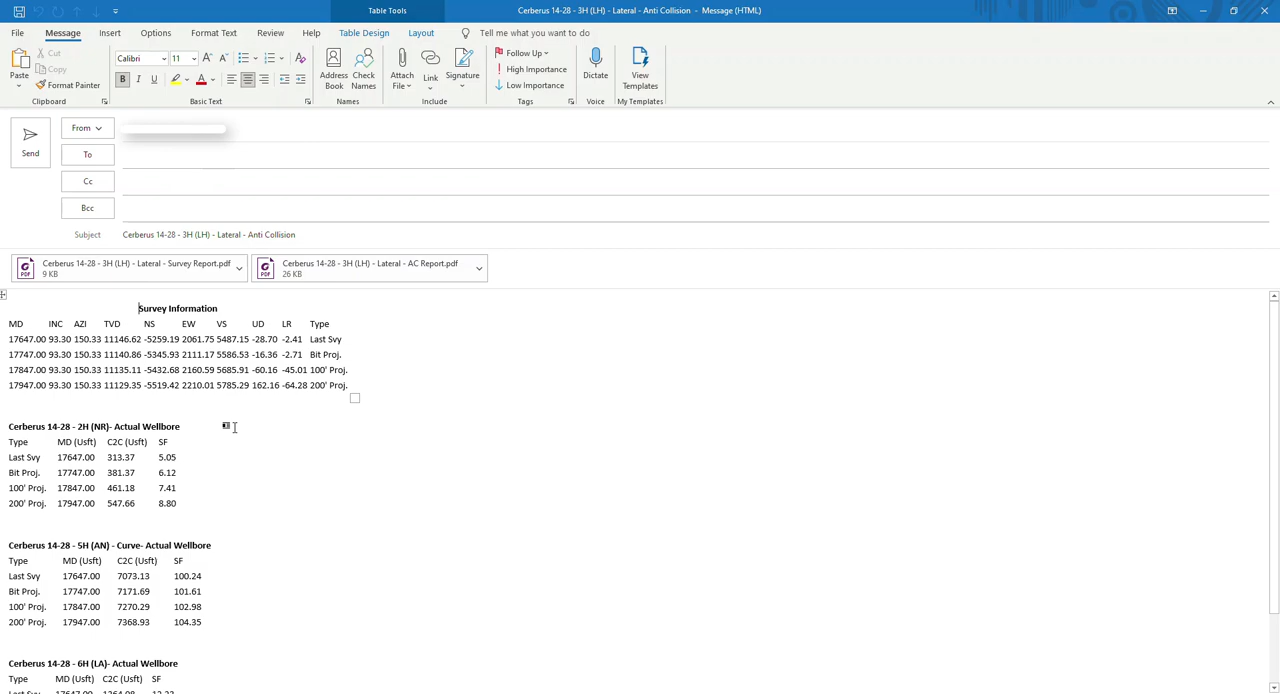 Table Tools
Cerberus 14-28 - 3H (LH) - Lateral - Anti Collision - Message (HTML)
File Message Insert Options Format Text Review Help Table Design Layout Tell me what you want to do
Paste
Cut
Copy
Format Painter
Clipboard
Calibri 11
B I U
Basic Text
Address Book
Check Names
Names
Attach File
Link
Signature
Include
Follow Up
High Importance
Low Importance
Tags
Dictate
Voice
View Templates
My Templates
Send
From
To
Cc
Bcc
Subject Cerberus 14-28 - 3H (LH) - Lateral - Anti Collision
PDF Cerberus 14-28 - 3H (LH) - Lateral - Survey Report.pdf
9 KB
PDF Cerberus 14-28 - 3H (LH) - Lateral - AC Report.pdf
26 KB
Survey Information
MD INC AZI TVD NS EW VS UD LR Type
17647.00 93.30 150.33 11146.62 -5259.19 2061.75 5487.15 -28.70 -2.41 Last Svy
17747.00 93.30 150.33 11140.86 -5345.93 2111.17 5586.53 -16.36 -2.71 Bit Proj.
17847.00 93.30 150.33 11135.11 -5432.68 2160.59 5685.91 -60.16 -45.01 100' Proj.
17947.00 93.30 150.33 11129.35 -5519.42 2210.01 5785.29 162.16 -64.28 200' Proj.
Cerberus 14-28 - 2H (NR)- Actual Wellbore
Type MD (Usft) C2C (Usft) SF
Last Svy 17647.00 313.37 5.05
Bit Proj. 17747.00 381.37 6.12
100' Proj. 17847.00 461.18 7.41
200' Proj. 17947.00 547.66 8.80
Cerberus 14-28 - 5H (AN) - Curve- Actual Wellbore
Type MD (Usft) C2C (Usft) SF
Last Svy 17647.00 7073.13 100.24
Bit Proj. 17747.00 7171.69 101.61
100' Proj. 17847.00 7270.29 102.98
200' Proj. 17947.00 7368.93 104.35
Cerberus 14-28 - 6H (LA)- Actual Wellbore
Type MD (Usft) C2C (Usft) SF
Last Svy 17647.00